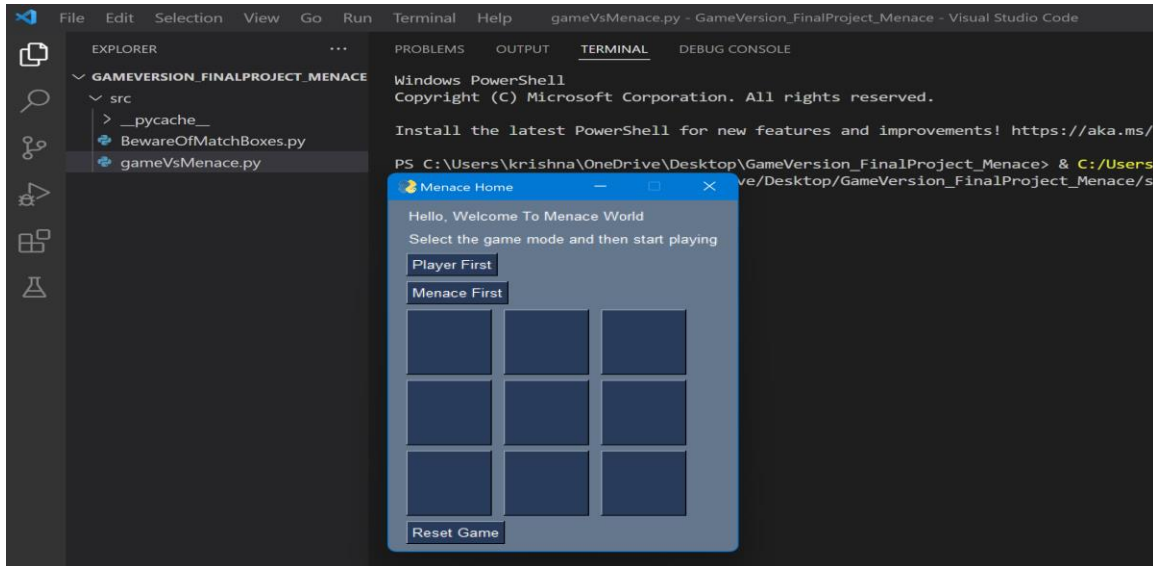 File Edit Selection View Go Run Terminal Help gameVsMenace.py - GameVersion_FinalProject_Menace - Visual Studio Code
EXPLORER ...
GAMEVERSION_FINALPROJECT_MENACE
src
__pycache__
BewareOfMatchBoxes.py
gameVsMenace.py
PROBLEMS OUTPUT TERMINAL DEBUG CONSOLE
Windows PowerShell
Copyright (C) Microsoft Corporation. All rights reserved.
Install the latest PowerShell for new features and improvements! https://aka.ms/
PS C:\Users\krishna\OneDrive\Desktop\GameVersion_FinalProject_Menace> & C:/Users
ve/Desktop/GameVersion_FinalProject_Menace/s
Menace Home
Hello, Welcome To Menace World
Select the game mode and then start playing
Player First
Menace First
Reset Game